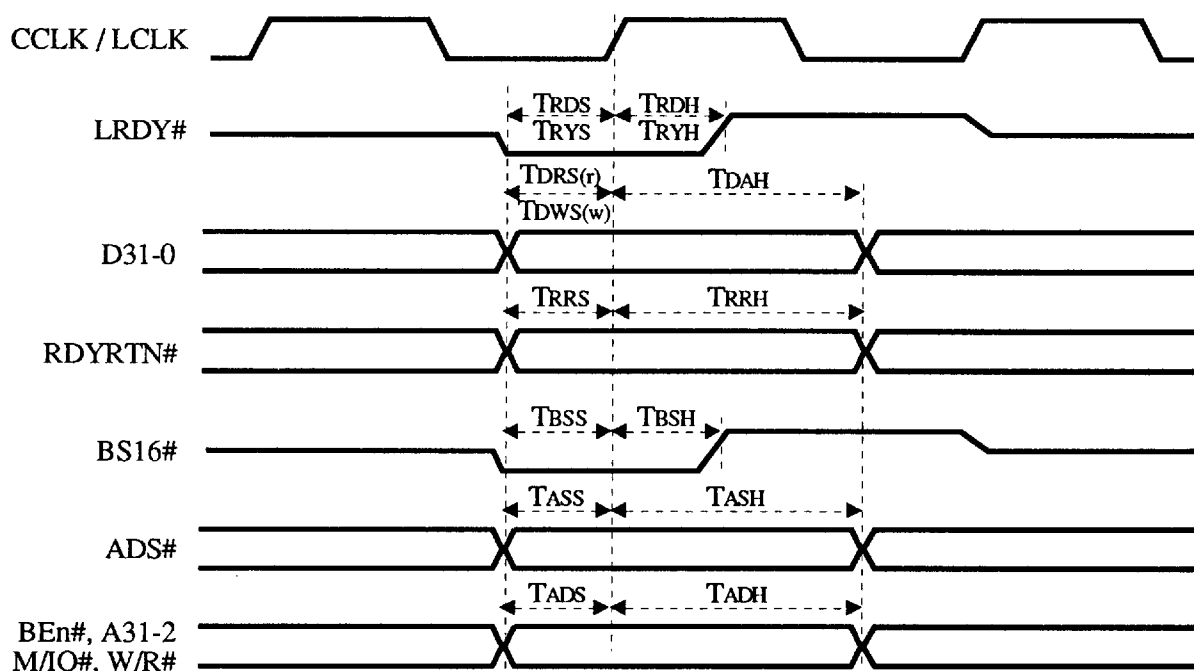 CCLK / LCLK
TRDS TRDH
LRDY# TRYS TRYH
TDRS(r) TDAH
TDWS(w)
D31-0
TRRS TRRH
RDYRTN#
TBSS TBSH
BS16#
TASS TASH
ADS#
TADS TADH
BEn#, A31-2
M/IO#, W/R#